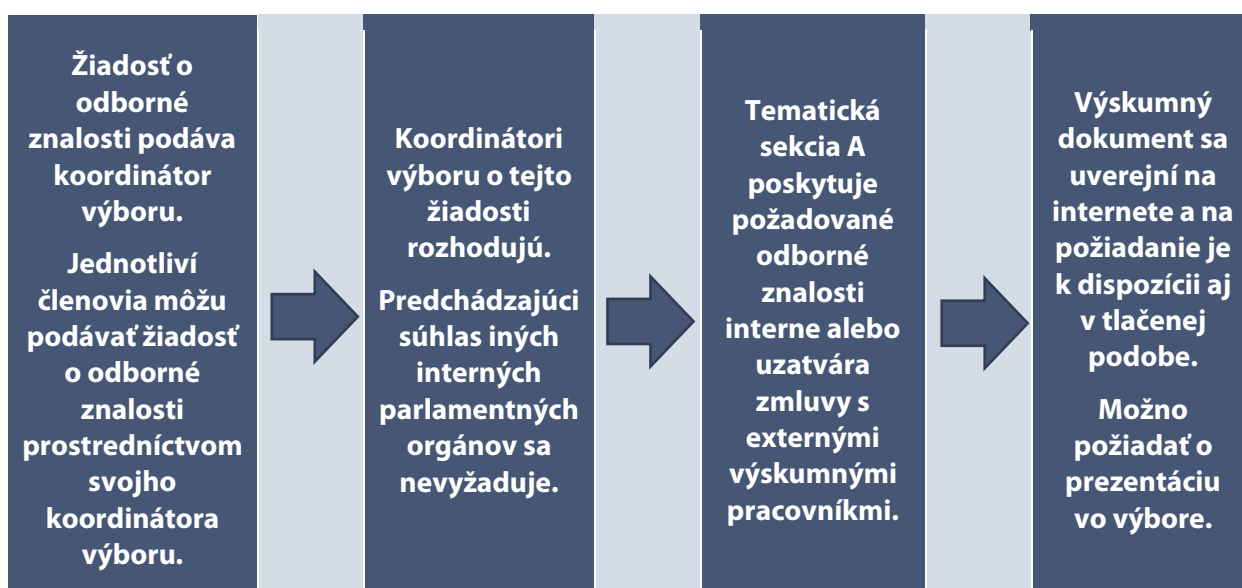 Žiadosť o
odborné
znalosti podáva
koordinátor
výboru.
Jednotliví
členovia môžu
podávať žiadosť
o odborné
znalosti
prostredníctvom
svojho
koordinátora
výboru.
Koordinátori
výboru o tejto
žiadosti
rozhodujú.
Predchádzajúci
súhlas iných
interných
parlamentných
orgánov sa
nevyžaduje.
Tematická
sekcia A
poskytuje
požadované
odborné
znalosti
interne alebo
uzatvára
zmluvy s
externými
výskumnými
pracovníkmi.
Výskumný
dokument sa
uverejní na
internete a na
požiadanie je
k dispozícii aj
v tlačenej
podobe.
Možno
požiadať o
prezentáciu
vo výbore.